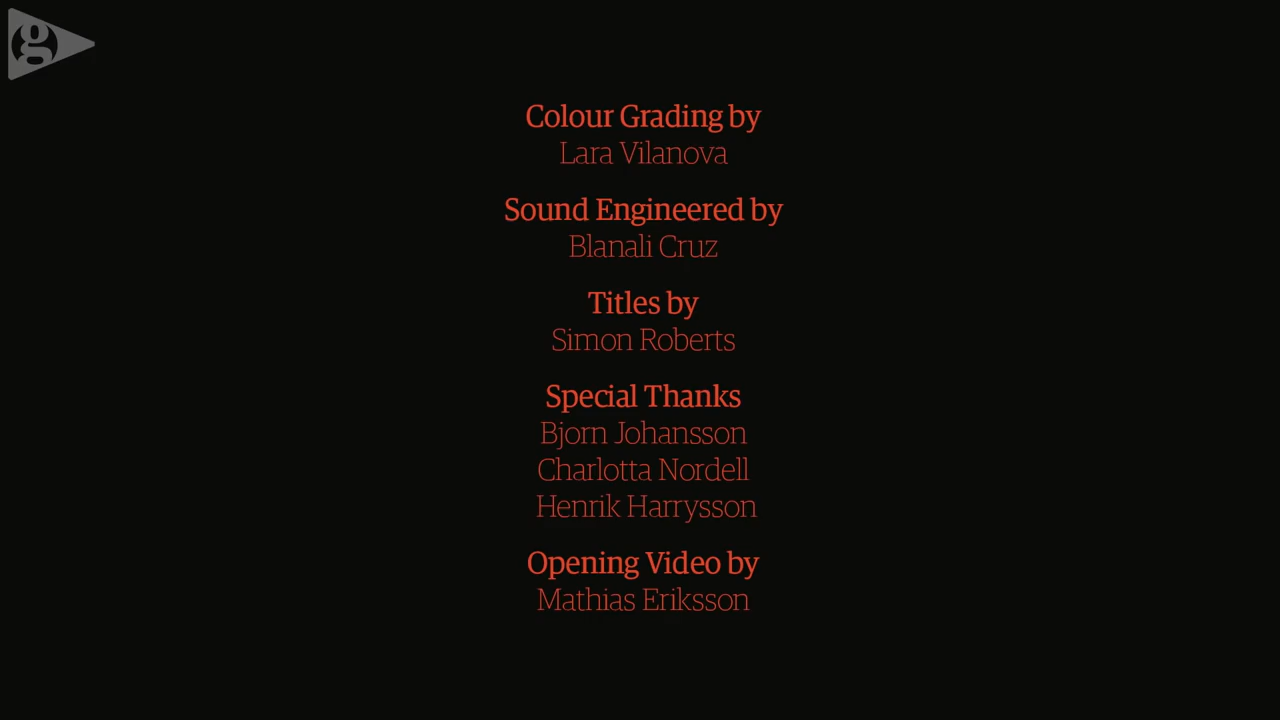 g
Colour Grading by
Lara Vilanova
Sound Engineered by
Blanali Cruz
Titles by
Simon Roberts
Special Thanks
Bjorn Johansson
Charlotta Nordell
Henrik Harrysson
Opening Video by
Mathias Eriksson